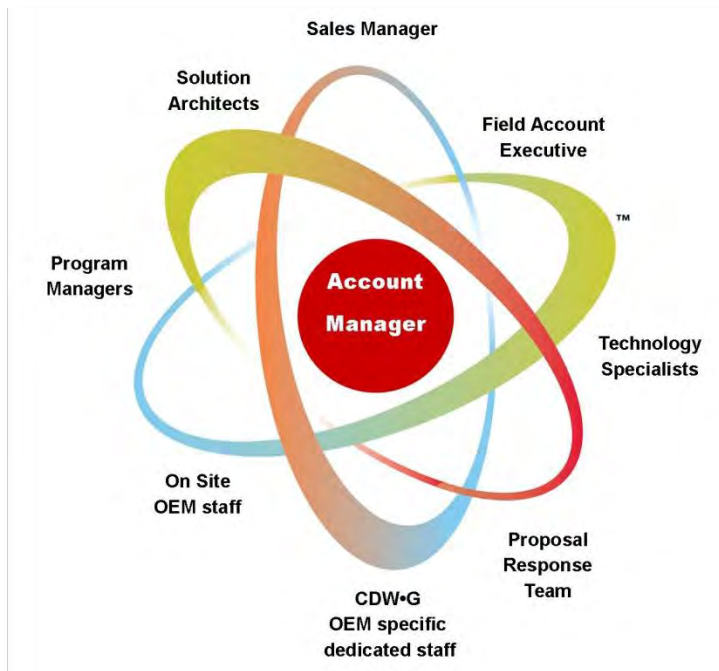 Sales Manager
Solution
Architects
Field Account
Executive
™
Program
Managers
Account
Manager
Technology
Specialists
On Site
OEM staff
Proposal
Response
Team
CDW•G
OEM specific
dedicated staff